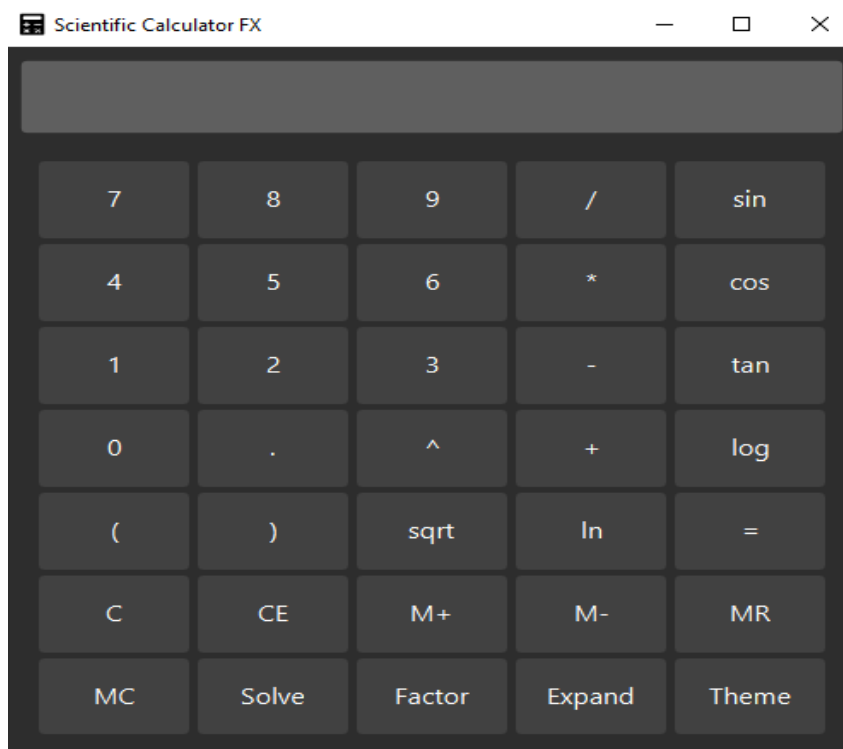 Scientific Calculator FX
7 8 9 / sin
4 5 6 * cos
1 2 3 - tan
0 . ^ + log
( ) sqrt ln =
C CE M+ M- MR
MC Solve Factor Expand Theme